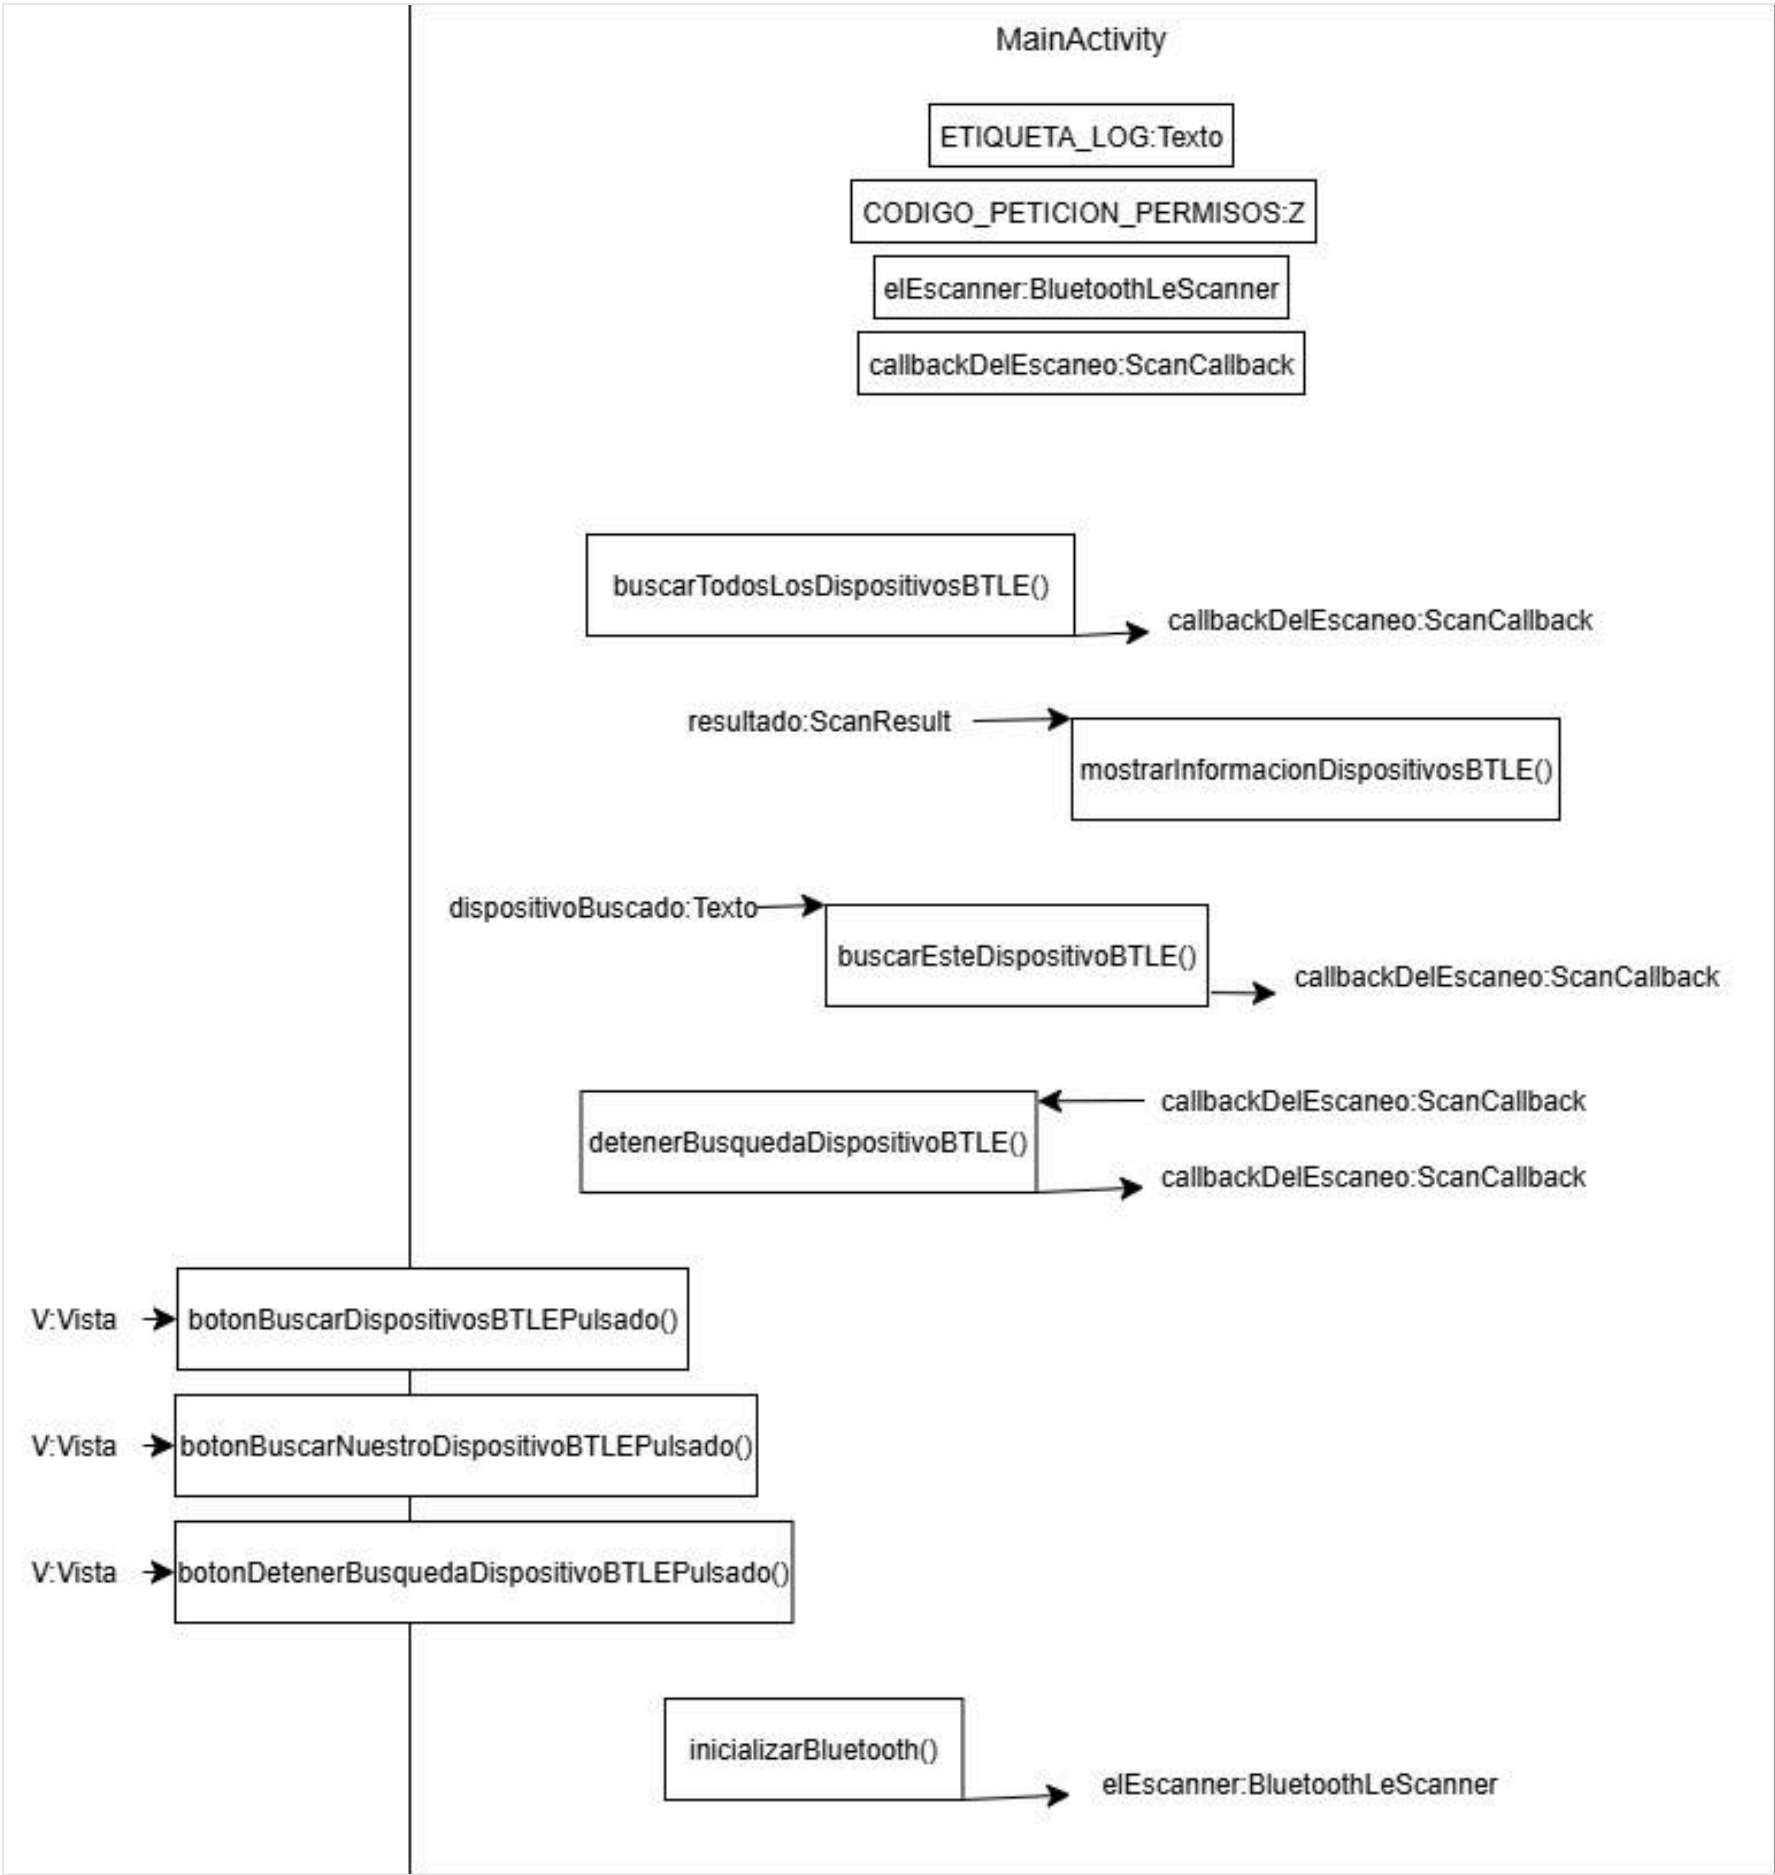 MainActivity
ETIQUETA_LOG:Texto
CODIGO_PETICION_PERMISOS:Z
elEscanner:BluetoothLeScanner
callbackDelEscaneo:ScanCallback
buscarTodosLosDispositivosBTLE()
callbackDelEscaneo:ScanCallback
resultado:ScanResult
mostrarInformacionDispositivosBTLE()
dispositivoBuscado:Texto
buscarEsteDispositivoBTLE()
callbackDelEscaneo:ScanCallback
callbackDelEscaneo:ScanCallback
detenerBusquedaDispositivoBTLE()
callbackDelEscaneo:ScanCallback
V:Vista
botonBuscarDispositivosBTLEPulsado()
V:Vista
botonBuscarNuestroDispositivoBTLEPulsado()
V:Vista
botonDetenerBusquedaDispositivoBTLEPulsado()
inicializarBluetooth()
elEscanner:BluetoothLeScanner